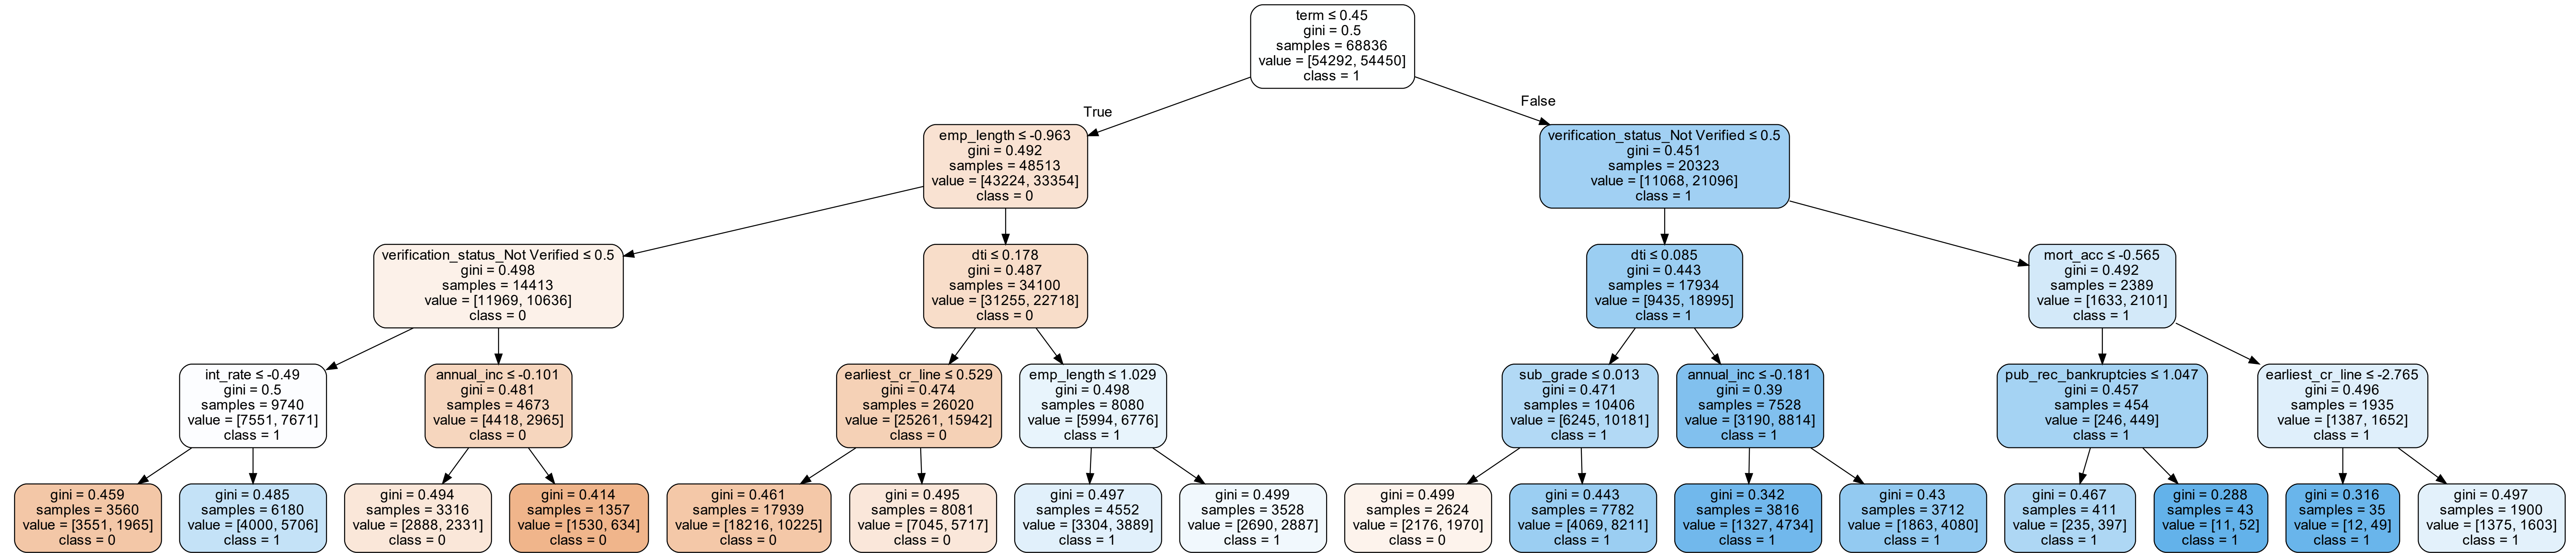 term ≤ 0.45
gini = 0.5
samples = 68836
value = [54292, 54450]
class = 1
True
False
emp_length ≤ -0.963
gini = 0.492
samples = 48513
value = [43224, 33354]
class = 0
verification_status_Not Verified ≤ 0.5
gini = 0.451
samples = 20323
value = [11068, 21096]
class = 1
verification_status_Not Verified ≤ 0.5
gini = 0.498
samples = 14413
value = [11969, 10636]
class = 0
dti ≤ 0.178
gini = 0.487
samples = 34100
value = [31255, 22718]
class = 0
dti ≤ 0.085
gini = 0.443
samples = 17934
value = [9435, 18995]
class = 1
mort_acc ≤ -0.565
gini = 0.492
samples = 2389
value = [1633, 2101]
class = 1
int_rate ≤ -0.49
gini = 0.5
samples = 9740
value = [7551, 7671]
class = 1
annual_inc ≤ -0.101
gini = 0.481
samples = 4673
value = [4418, 2965]
class = 0
earliest_cr_line ≤ 0.529
gini = 0.474
samples = 26020
value = [25261, 15942]
class = 0
emp_length ≤ 1.029
gini = 0.498
samples = 8080
value = [5994, 6776]
class = 1
sub_grade ≤ 0.013
gini = 0.471
samples = 10406
value = [6245, 10181]
class = 1
annual_inc ≤ -0.181
gini = 0.39
samples = 7528
value = [3190, 8814]
class = 1
pub_rec_bankruptcies ≤ 1.047
gini = 0.457
samples = 454
value = [246, 449]
class = 1
earliest_cr_line ≤ -2.765
gini = 0.496
samples = 1935
value = [1387, 1652]
class = 1
gini = 0.459
samples = 3560
value = [3551, 1965]
class = 0
gini = 0.485
samples = 6180
value = [4000, 5706]
class = 1
gini = 0.494
samples = 3316
value = [2888, 2331]
class = 0
gini = 0.414
samples = 1357
value = [1530, 634]
class = 0
gini = 0.461
samples = 17939
value = [18216, 10225]
class = 0
gini = 0.495
samples = 8081
value = [7045, 5717]
class = 0
gini = 0.497
samples = 4552
value = [3304, 3889]
class = 1
gini = 0.499
samples = 3528
value = [2690, 2887]
class = 1
gini = 0.499
samples = 2624
value = [2176, 1970]
class = 0
gini = 0.443
samples = 7782
value = [4069, 8211]
class = 1
gini = 0.342
samples = 3816
value = [1327, 4734]
class = 1
gini = 0.43
samples = 3712
value = [1863, 4080]
class = 1
gini = 0.467
samples = 411
value = [235, 397]
class = 1
gini = 0.288
samples = 43
value = [11, 52]
class = 1
gini = 0.316
samples = 35
value = [12, 49]
class = 1
gini = 0.497
samples = 1900
value = [1375, 1603]
class = 1